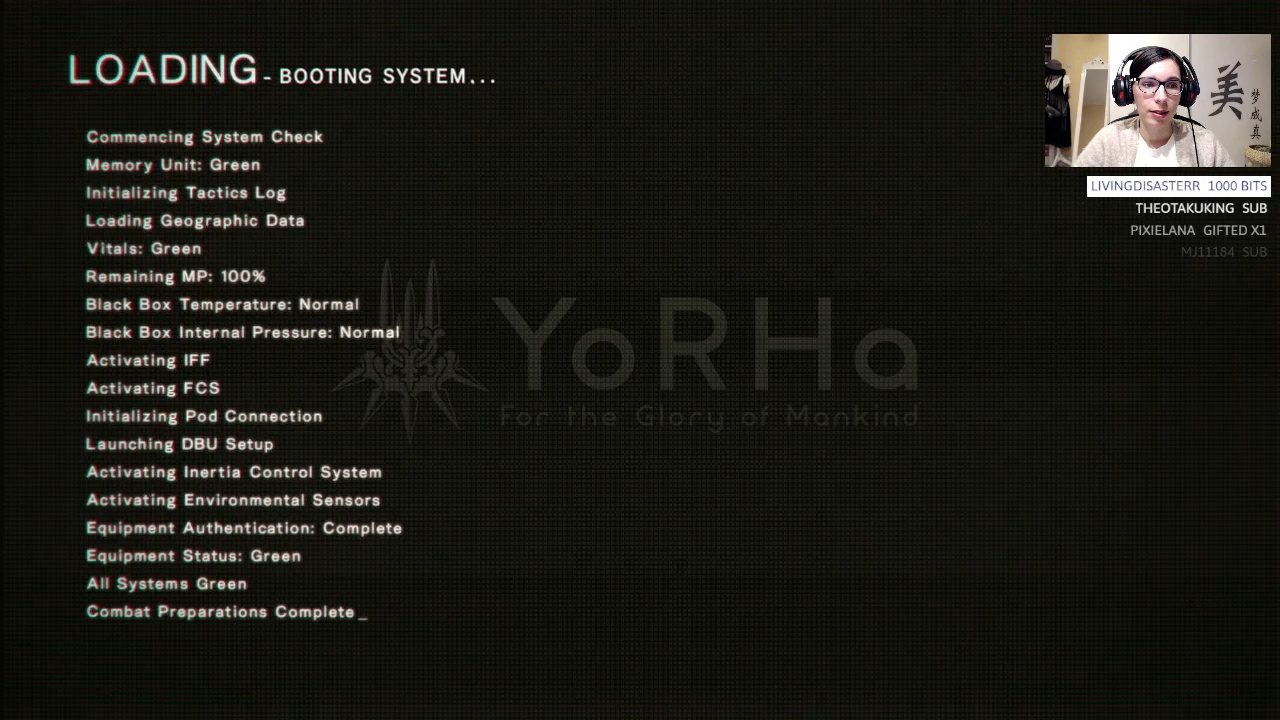 LOADING - BOOTING SYSTEM...
Commencing System Check
Memory Unit: Green
Initializing Tactics Log
Loading Geographic Data
Vitals: Green
Remaining MP: 100%
Black Box Temperature: Normal
Black Box Internal Pressure: Normal
Activating IFF
Activating FCS
Initializing Pod Connection
Launching DBU Setup
Activating Inertia Control System
Activating Environmental Sensors
Equipment Authentication: Complete
Equipment Status: Green
All Systems Green
Combat Preparations Complete _
YoRHa
For the Glory of Mankind
美
梦
成
真
LIVINGDISASTERR 1000 BITS
THEOTAKUKING SUB
PIXIELANA GIFTED X1
MJ11184 SUB